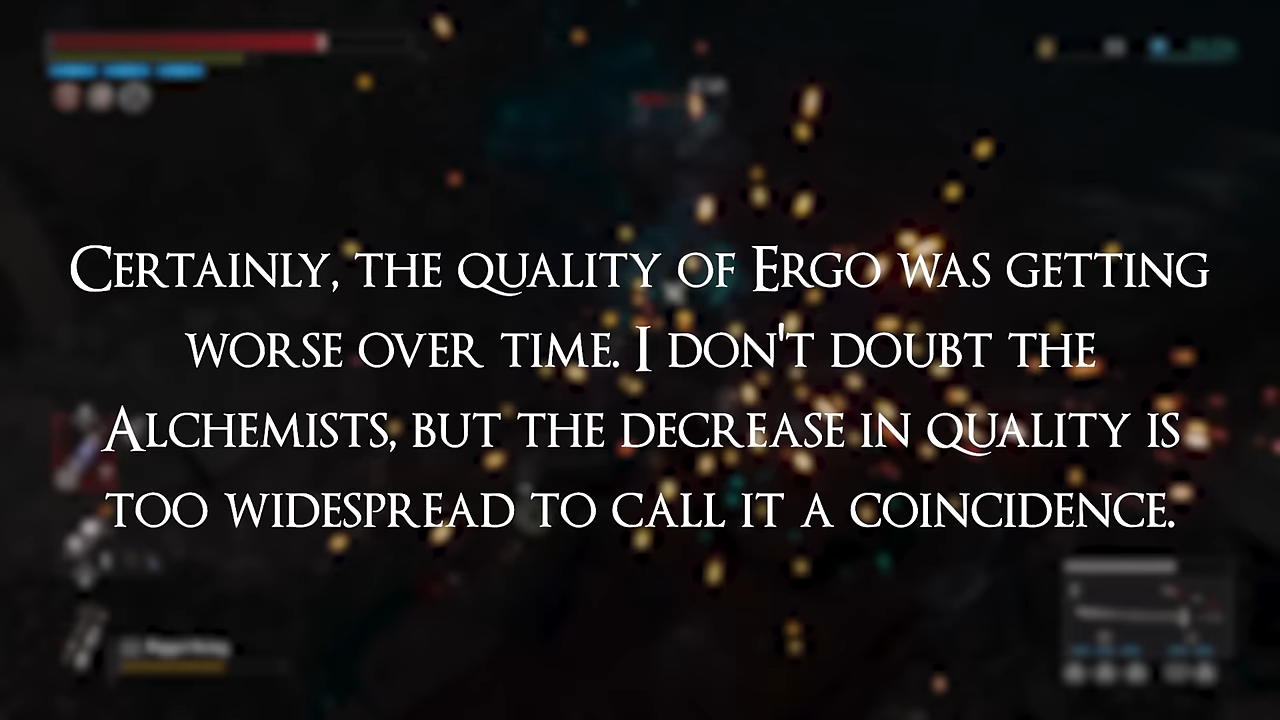 Certainly, the quality of Ergo was getting
worse over time. I don't doubt the
Alchemists, but the decrease in quality is
too widespread to call it a coincidence.